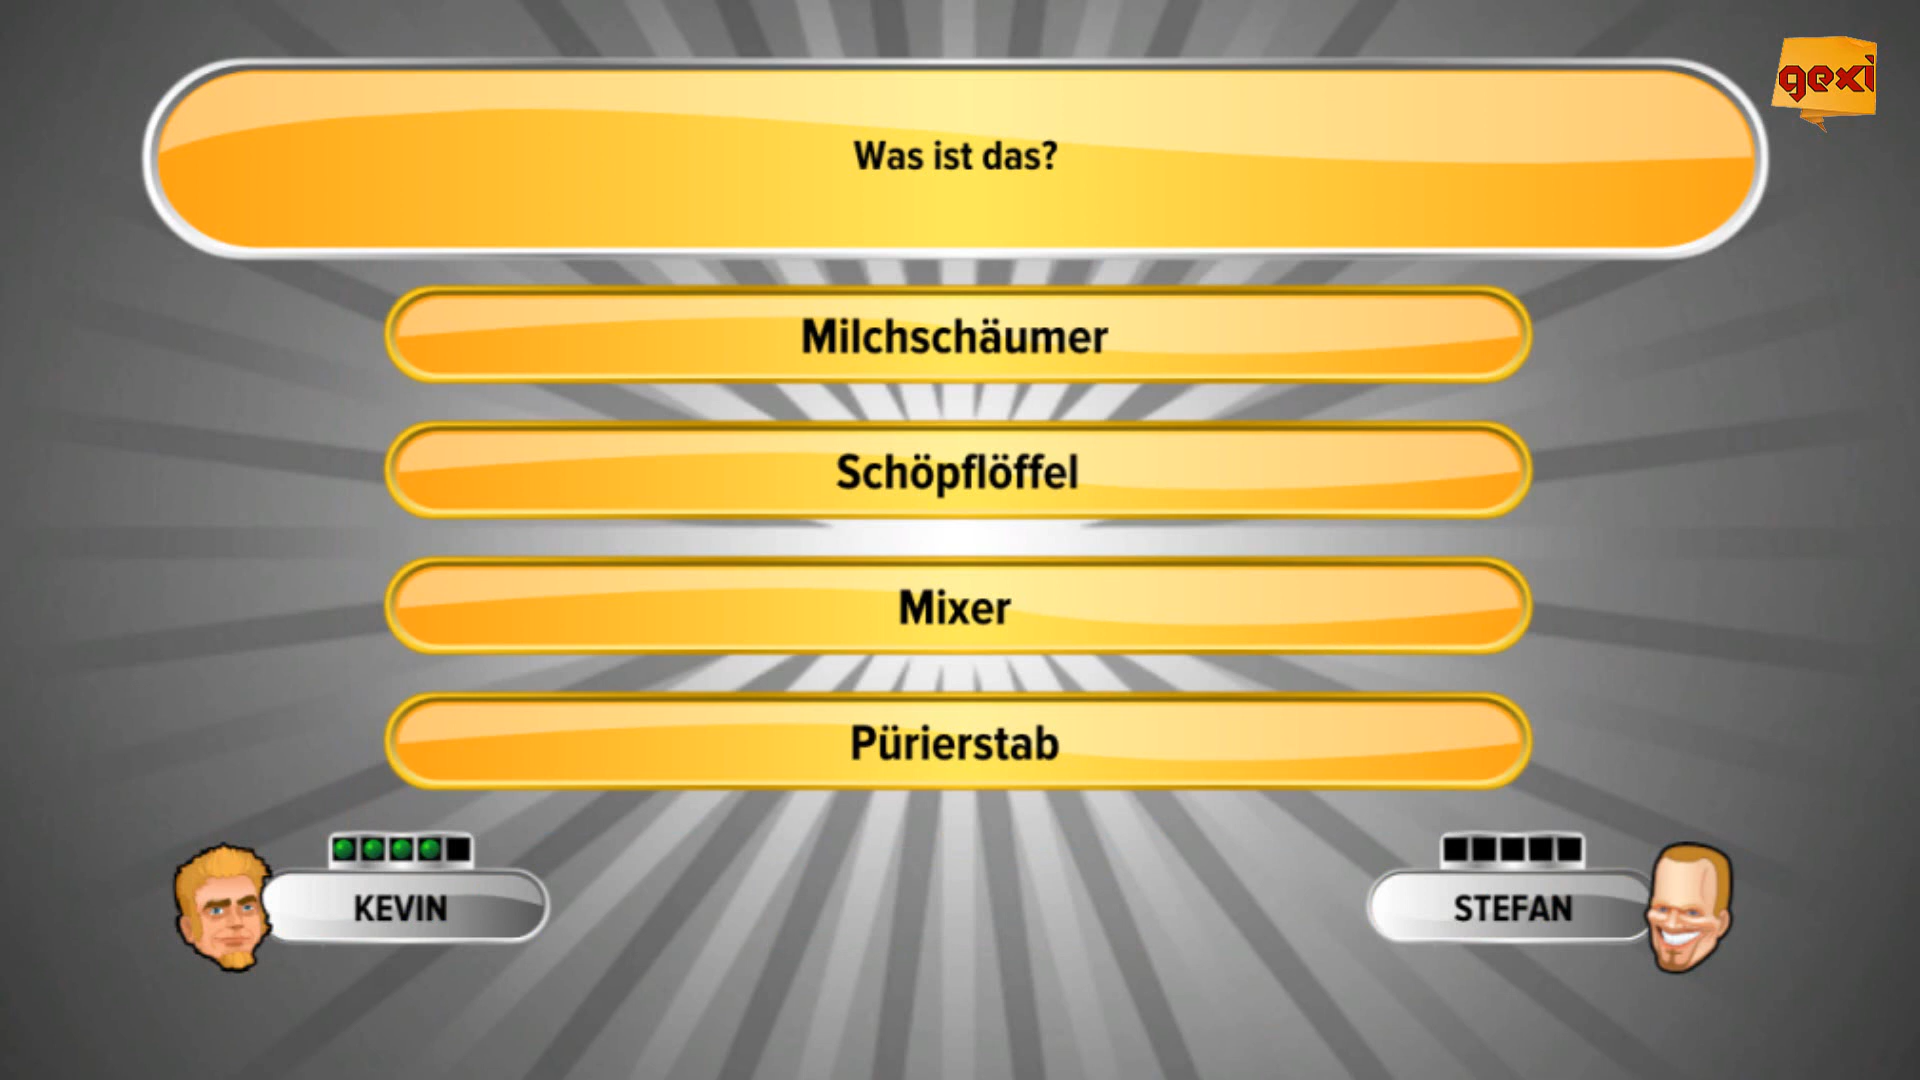 gexi
Was ist das?
Milchschäumer
Schöpflöffel
Mixer
Pürierstab
KEVIN
STEFAN